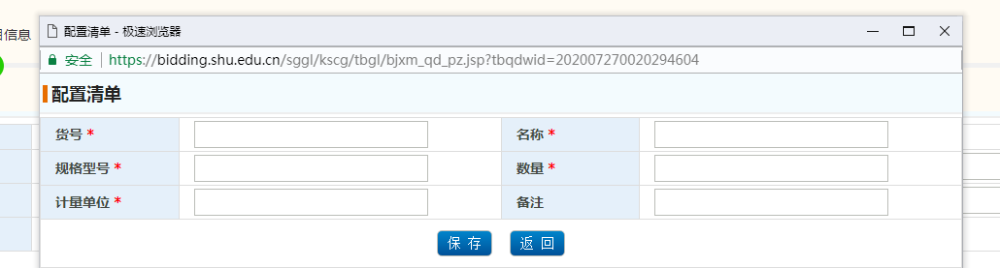 配置清单 - 极速浏览器
信息
安全 https://bidding.shu.edu.cn/sggl/kscg/tbgl/bjxm_qd_pz.jsp?tbqdwid=202007270020294604
配置清单
货号 * 名称 *
规格型号 * 数量 *
计量单位 * 备注
保 存 返 回